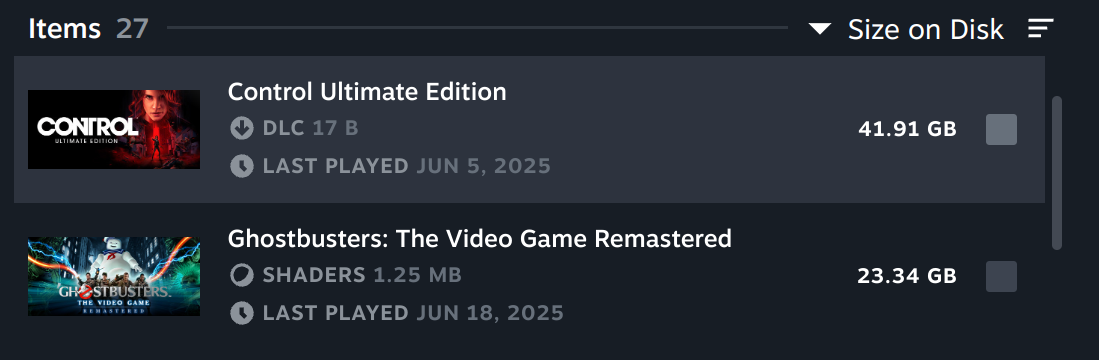 Items 27
Size on Disk
CONTROL
ULTIMATE EDITION
Control Ultimate Edition
DLC 17 B
LAST PLAYED JUN 5, 2025
41.91 GB
GHOSTBUSTERS
THE VIDEO GAME
REMASTERED
Ghostbusters: The Video Game Remastered
SHADERS 1.25 MB
LAST PLAYED JUN 18, 2025
23.34 GB